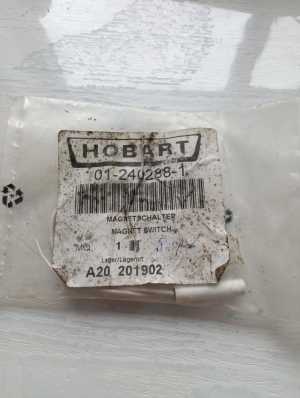 HOBART
01-240288-1
MAGNETSCHALTER
MAGNET SWITCH
1
Lager/Lagerort
A20 201902